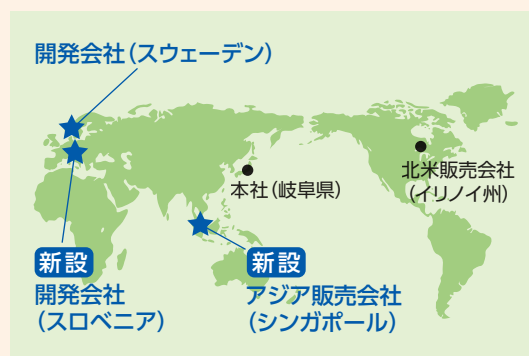 開発会社（スウェーデン）
本社（岐阜県）
北米販売会社
（イリノイ州）
新設
開発会社
（スロベニア）
新設
アジア販売会社
（シンガポール）